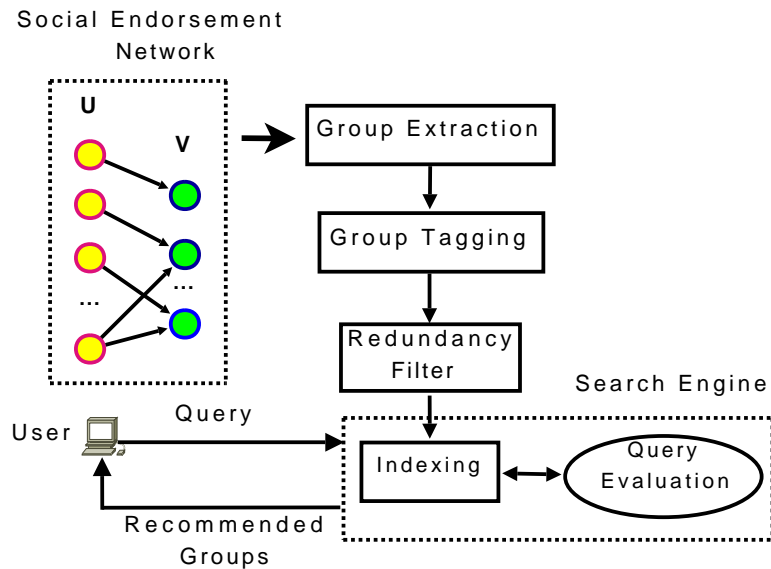 Social Endorsement
Network
U
V
...
...
Group Extraction
Group Tagging
Redundancy
Filter
Search Engine
User
Query
Indexing
Query
Evaluation
Recommended
Groups